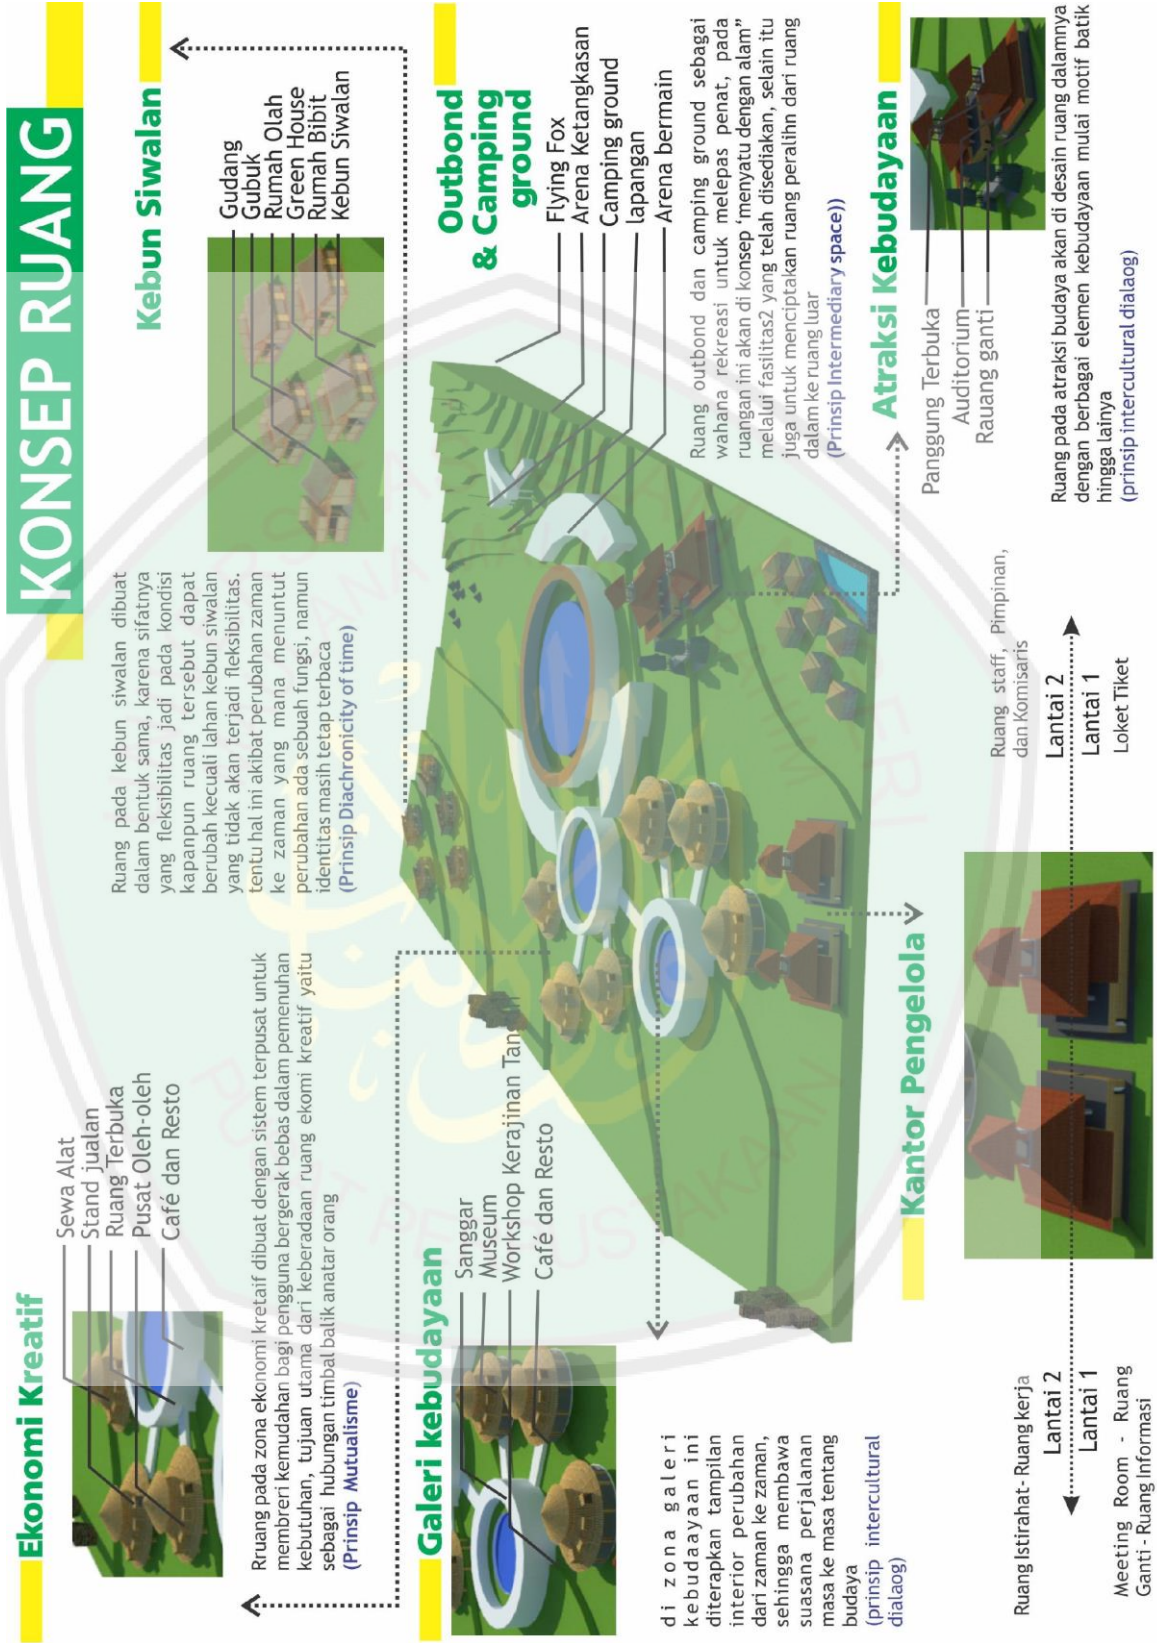 KONSEP RUANG
Ekonomi Kreatif
Sewa Alat
Stand jualan
Ruang Terbuka
Pusat Oleh-oleh
Café dan Resto
Rruang pada zona ekonomi kretaif dibuat dengan sistem terpusat untuk
membreri kemudahan bagi pengguna bergerak bebas dalam pemenuhan
kebutuhan, tujuan utama dari keberadaan ruang ekomi kreatif yaitu
sebagai hubungan timbal balik anatar orang
(Prinsip Mutualisme)
Ruang pada kebun siwalan dibuat
dalam bentuk sama, karena sifatnya
yang fleksibilitas jadi pada kondisi
kapanpun ruang tersebut dapat
berubah kecuali lahan kebun siwalan
yang tidak akan terjadi fleksibilitas.
tentu hal ini akibat perubahan zaman
ke zaman yang mana menuntut
perubahan ada sebuah fungsi, namun
identitas masih tetap terbaca
(Prinsip Diachronicity of time)
Kebun Siwalan
Gudang
Gubuk
Rumah Olah
Green House
Rumah Bibit
Kebun Siwalan
Galeri kebudayaan
Sanggar
Museum
Workshop Kerajinan Tan
Café dan Resto
di zona galeri
kebudaayaan ini
diterapkan tampilan
interior perubahan
dari zaman ke zaman,
sehingga membawa
suasana perjalanan
masa ke masa tentang
budaya
(prinsip intercultural
dialaog)
Outbond
& Camping
ground
Flying Fox
Arena Ketangkasan
Camping ground
lapangan
Arena bermain
Ruang outbond dan camping ground sebagai
wahana rekreasi untuk melepas penat, pada
ruangan ini akan di konsep ‘menyatu dengan alam”
melalui fasilitas2 yang telah disediakan, selain itu
juga untuk menciptakan ruang peralihn dari ruang
dalam ke ruang luar
(Prinsip Intermediary space))
Kantor Pengelola
Ruang Istirahat - Ruang kerja
Lantai 2
Lantai 1
Meeting Room - Ruang
Ganti - Ruang Informasi
Ruang staff, Pimpinan,
dan Komisaris
Lantai 2
Lantai 1
Loket Tiket
Atraksi Kebudayaan
Panggung Terbuka
Auditorium
Rauang ganti
Ruang pada atraksi budaya akan di desain ruang dalamnya
dengan berbagai elemen kebudayaan mulai motif batik
hingga lainya
(prinsip intercultural dialaog)
PUSAT PERPUSTAKAAN